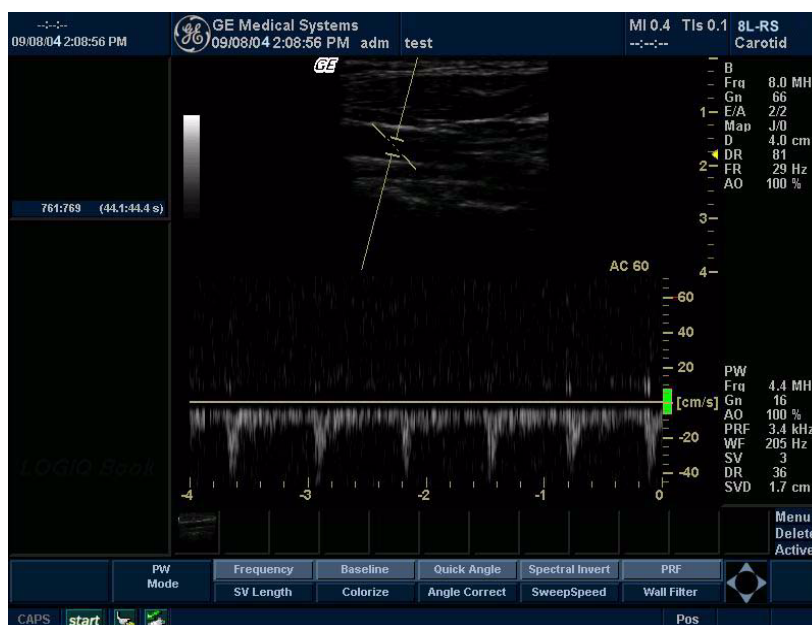 --:--:--
09/08/04 2:08:56 PM
GE Medical Systems
09/08/04 2:08:56 PM adm test
MI 0.4 TIs 0.1
--:--:--
8L-RS
Carotid
GE
B
Frq 8.0 MH
Gn 66
E/A 2/2
Map J/0
D 4.0 cm
DR 81
FR 29 Hz
AO 100 %
1
2
3
4
761:769 (44.1:44.4 s)
AC 60
60
40
20
[cm/s]
-20
-40
-4 -3 -2 -1 0
PW
Frq 4.4 MH
Gn 16
AO 100 %
PRF 3.4 kHz
WF 205 Hz
SV 3
DR 36
SVD 1.7 cm
LOGIQ Book
Menu
Delete
Active
PW
Mode
Frequency Baseline Quick Angle Spectral Invert PRF
SV Length Colorize Angle Correct SweepSpeed Wall Filter
CAPS start Pos